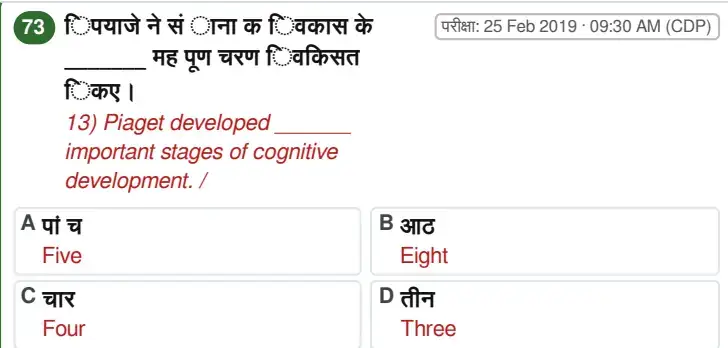 73 िपयाजे ने सं ाना क िवकास के
परीक्षा: 25 Feb 2019 · 09:30 AM (CDP)
_______ मह पूण चरण िवकिसत
िकए।
13) Piaget developed _______
important stages of cognitive
development. /
A पां च
Five
B आठ
Eight
C चार
Four
D तीन
Three